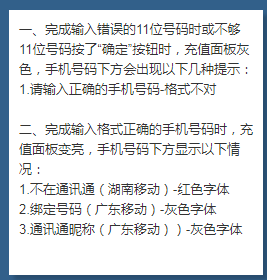 一、完成输入错误的11位号码时或不够
11位号码按了“确定”按钮时，充值面板灰
色，手机号码下方会出现以下几种提示：
1.请输入正确的手机号码-格式不对

二、完成输入格式正确的手机号码时，充
值面板变亮，手机号码下方显示以下情
况：
1.不在通讯通（湖南移动）-红色字体
2.绑定号码（广东移动）-灰色字体
3.通讯通昵称（广东移动））-灰色字体